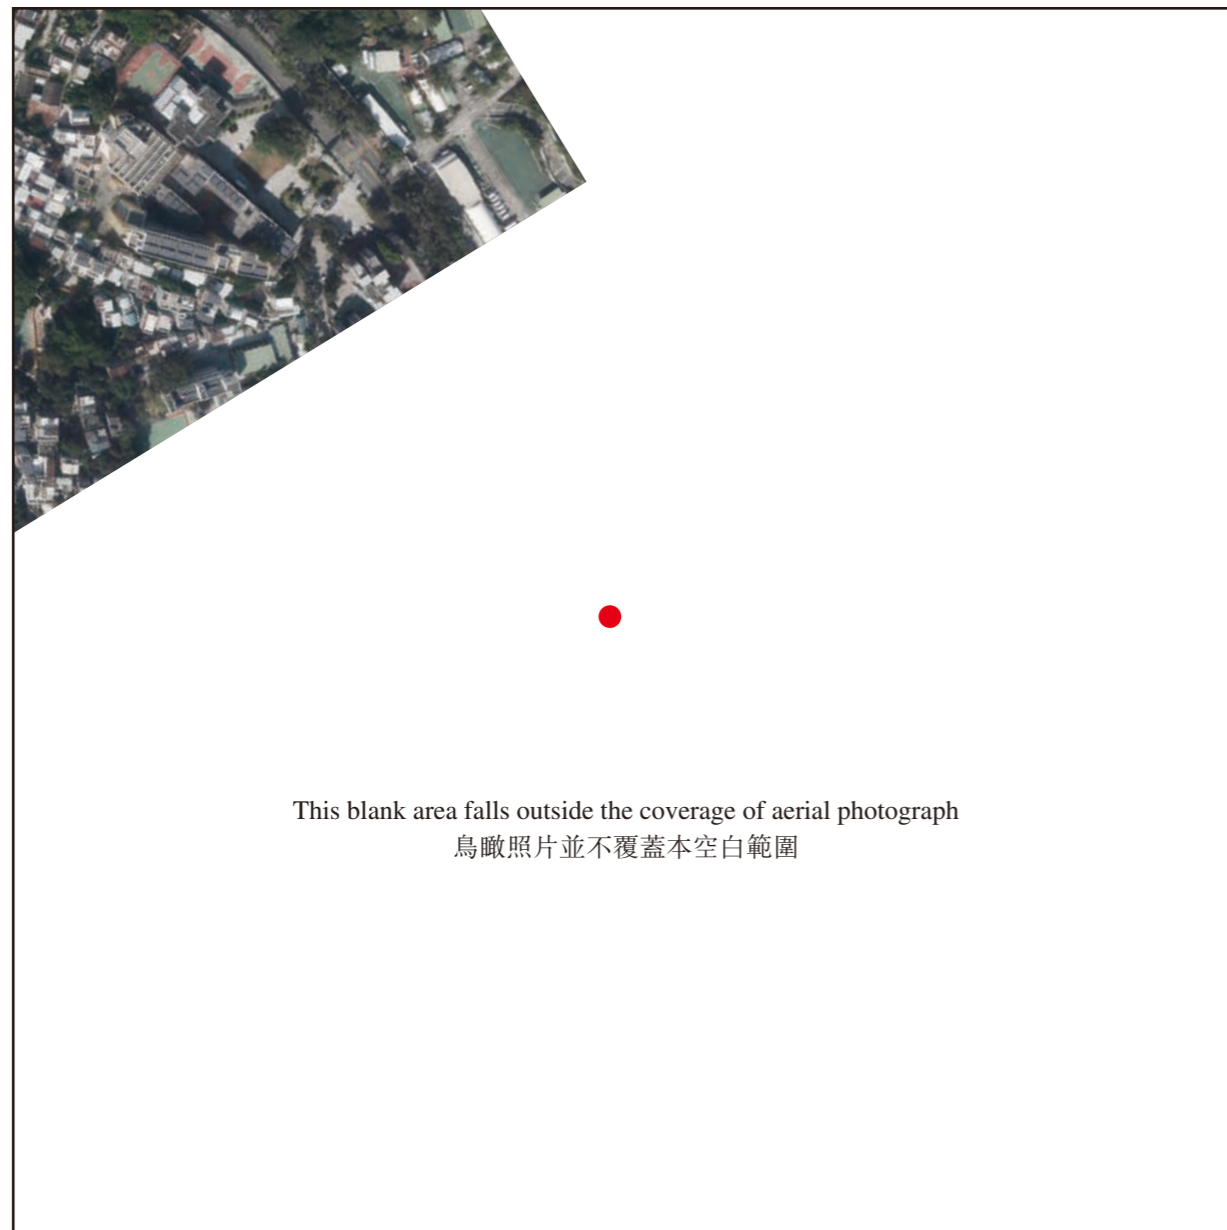 This blank area falls outside the coverage of aerial photograph
鳥瞰照片並不覆蓋本空白範圍